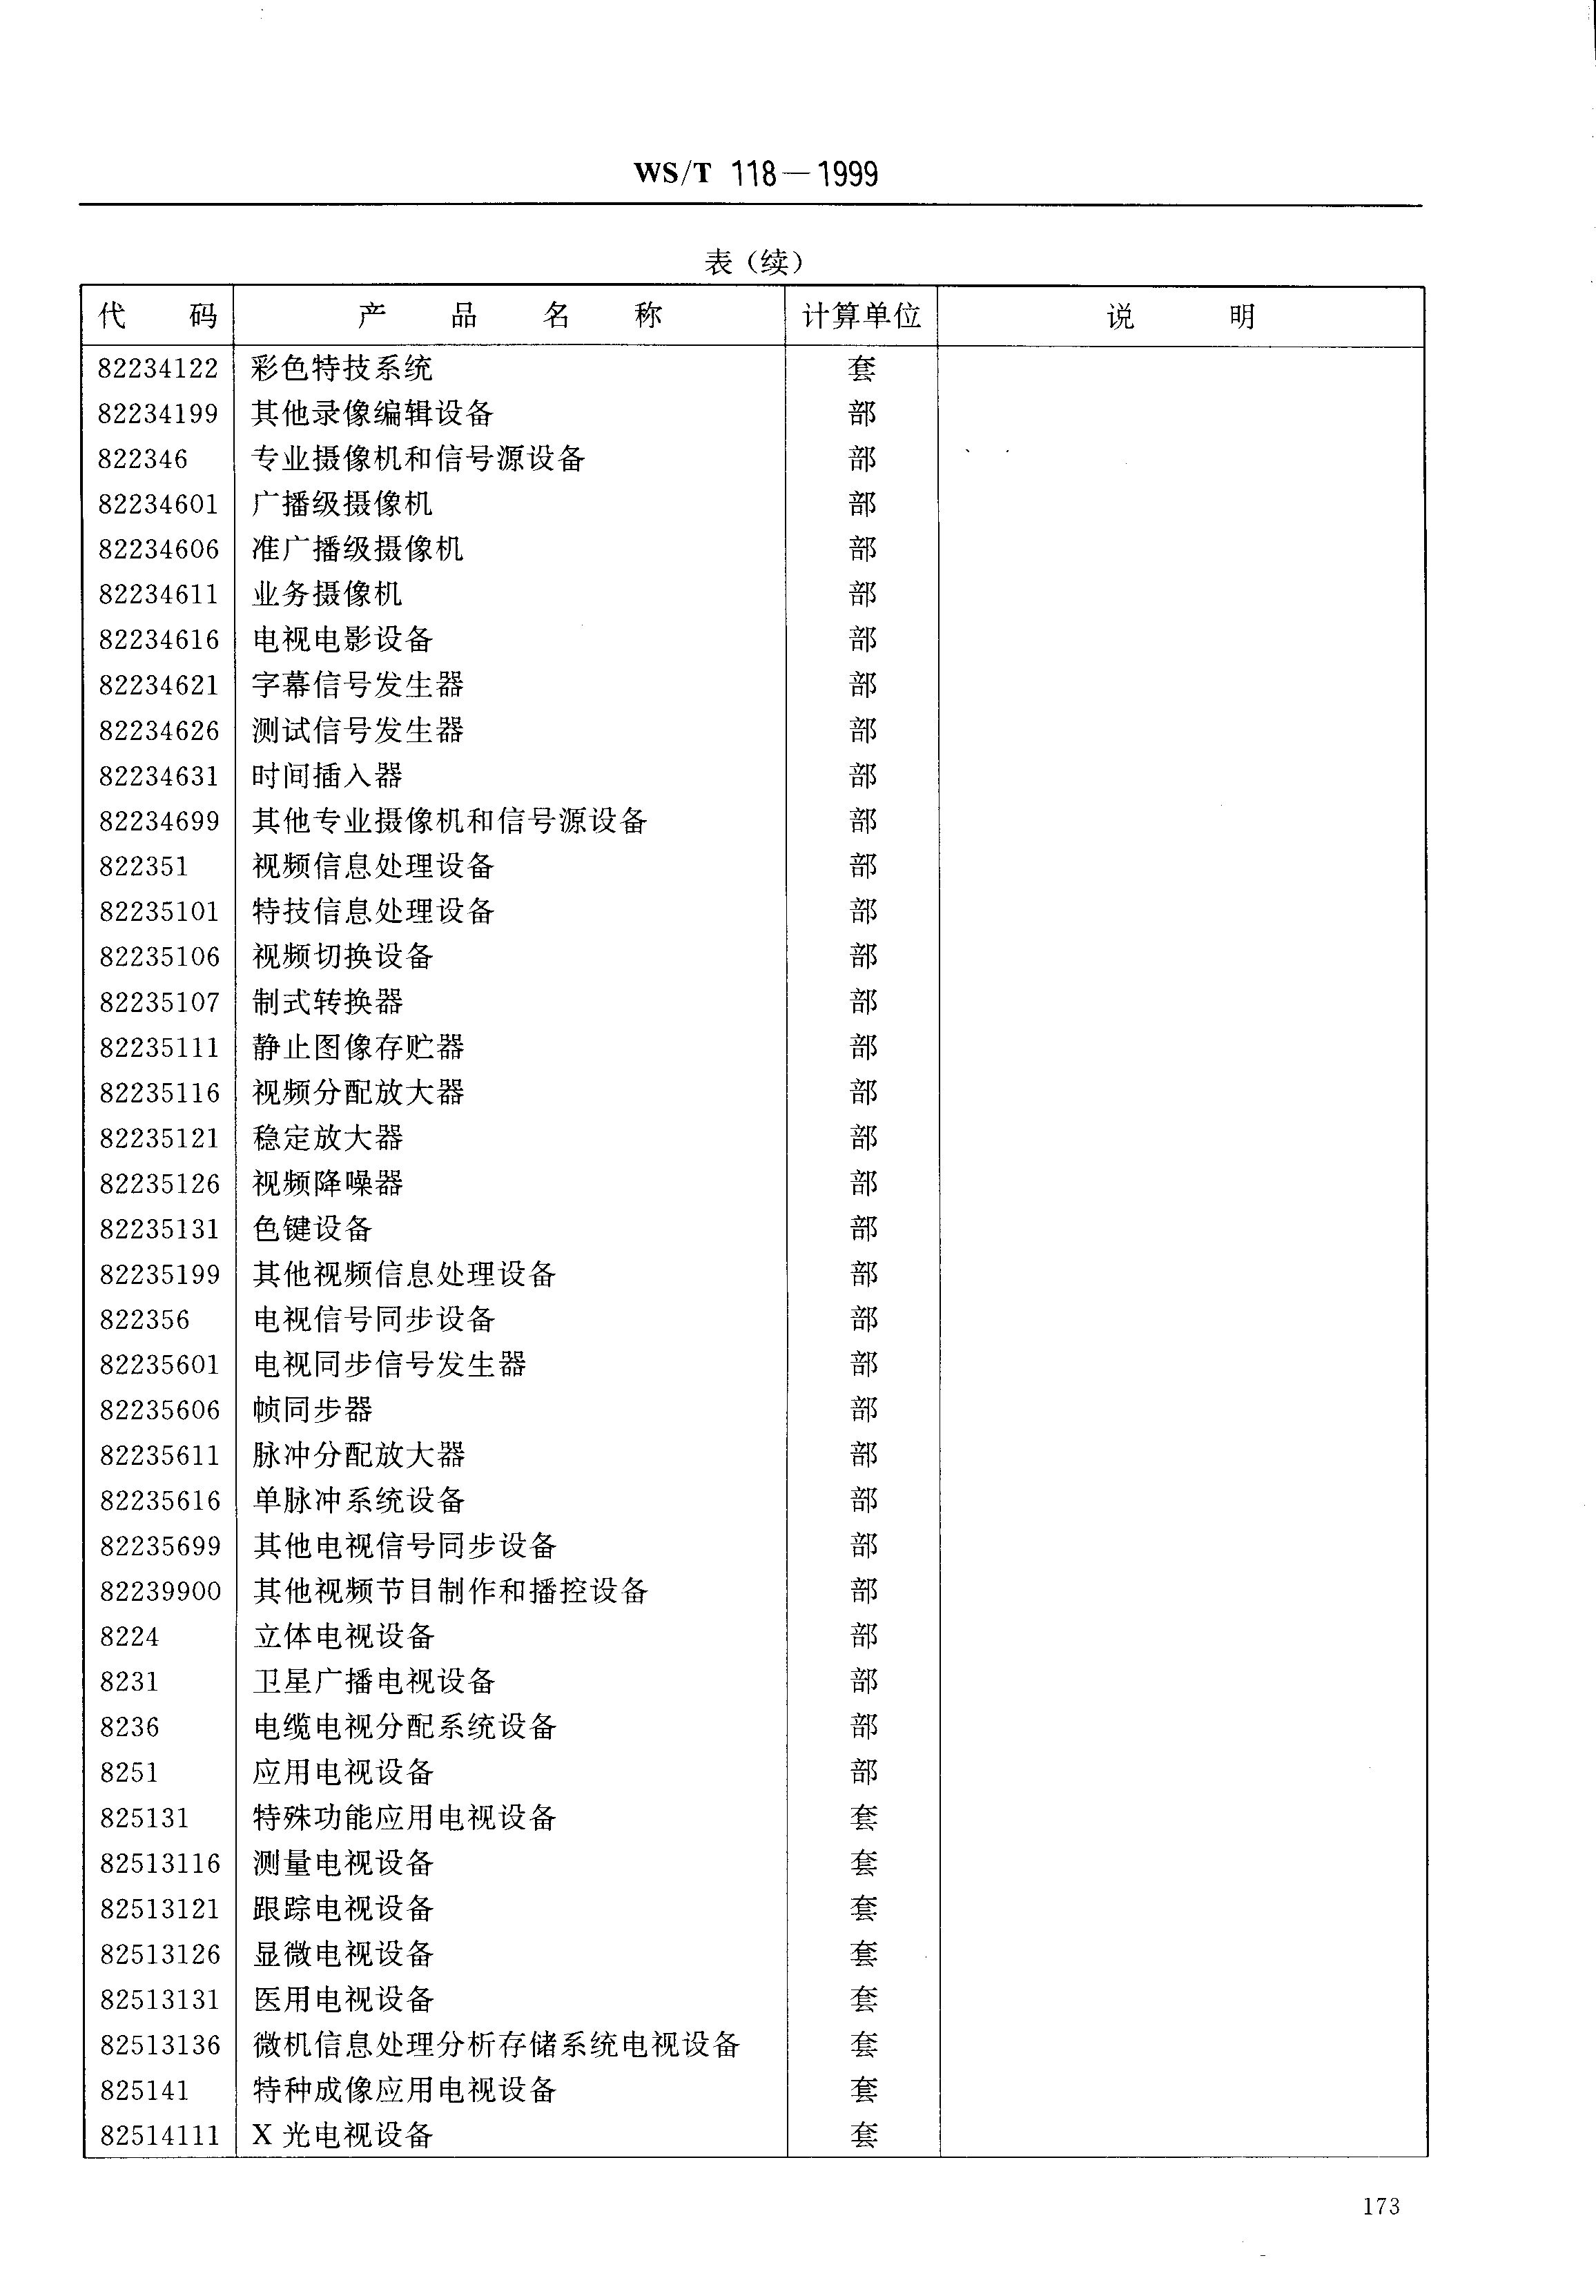 WS/T 118—1999
表(续)
代 码 产 品 名 称 计算单位 说 明
82234122 彩色特技系统 套
82234199 其他录像编辑设备 部
822346 专业摄像机和信号源设备 部
82234601 广播级摄像机 部
82234606 准广播级摄像机 部
82234611 业务摄像机 部
82234616 电视电影设备 部
82234621 字幕信号发生器 部
82234626 测试信号发生器 部
82234631 时间插入器 部
82234699 其他专业摄像机和信号源设备 部
822351 视频信息处理设备 部
82235101 特技信息处理设备 部
82235106 视频切换设备 部
82235107 制式转换器 部
82235111 静止图像存贮器 部
82235116 视频分配放大器 部
82235121 稳定放大器 部
82235126 视频降噪器 部
82235131 色键设备 部
82235199 其他视频信息处理设备 部
822356 电视信号同步设备 部
82235601 电视同步信号发生器 部
82235606 帧同步器 部
82235611 脉冲分配放大器 部
82235616 单脉冲系统设备 部
82235699 其他电视信号同步设备 部
82239900 其他视频节目制作和播控设备 部
8224 立体电视设备 部
8231 卫星广播电视设备 部
8236 电缆电视分配系统设备 部
8251 应用电视设备 部
825131 特殊功能应用电视设备 套
82513116 测量电视设备 套
82513121 跟踪电视设备 套
82513126 显微电视设备 套
82513131 医用电视设备 套
82513136 微机信息处理分析存储系统电视设备 套
825141 特种成像应用电视设备 套
82514111 X 光电视设备 套
173